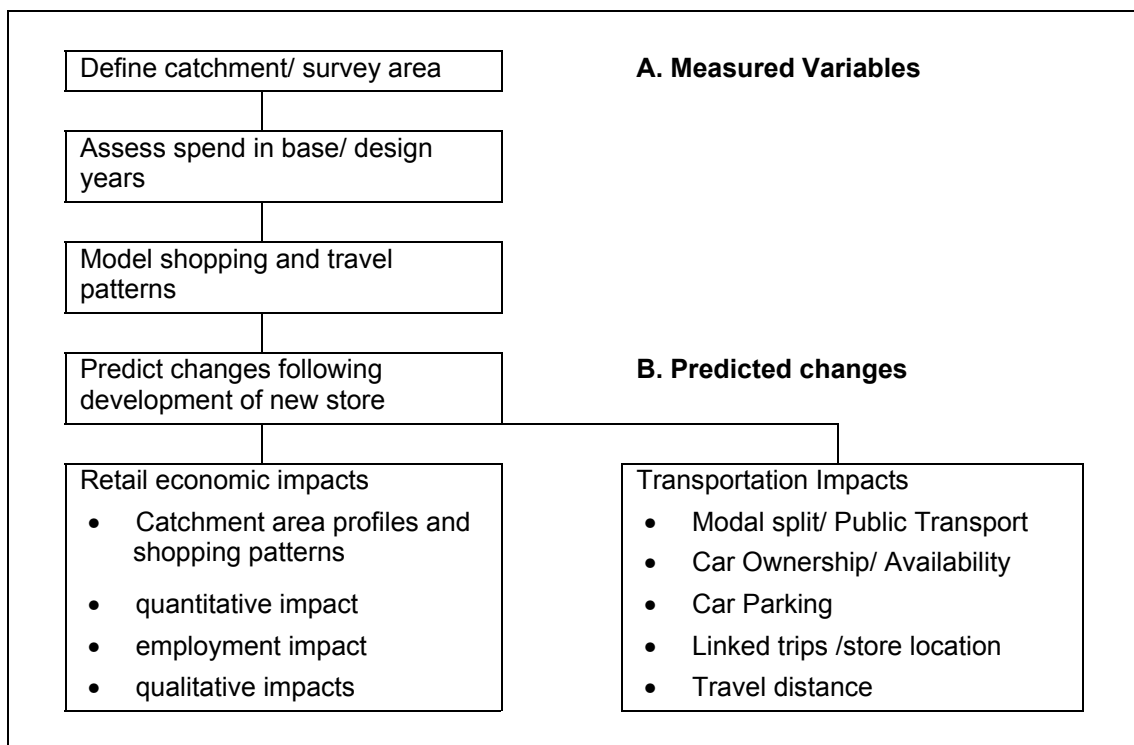 Define catchment/ survey area
A. Measured Variables
Assess spend in base/ design
years
Model shopping and travel
patterns
Predict changes following
development of new store
B. Predicted changes
Retail economic impacts
• Catchment area profiles and
shopping patterns
• quantitative impact
• employment impact
• qualitative impacts
Transportation Impacts
• Modal split/ Public Transport
• Car Ownership/ Availability
• Car Parking
• Linked trips /store location
• Travel distance